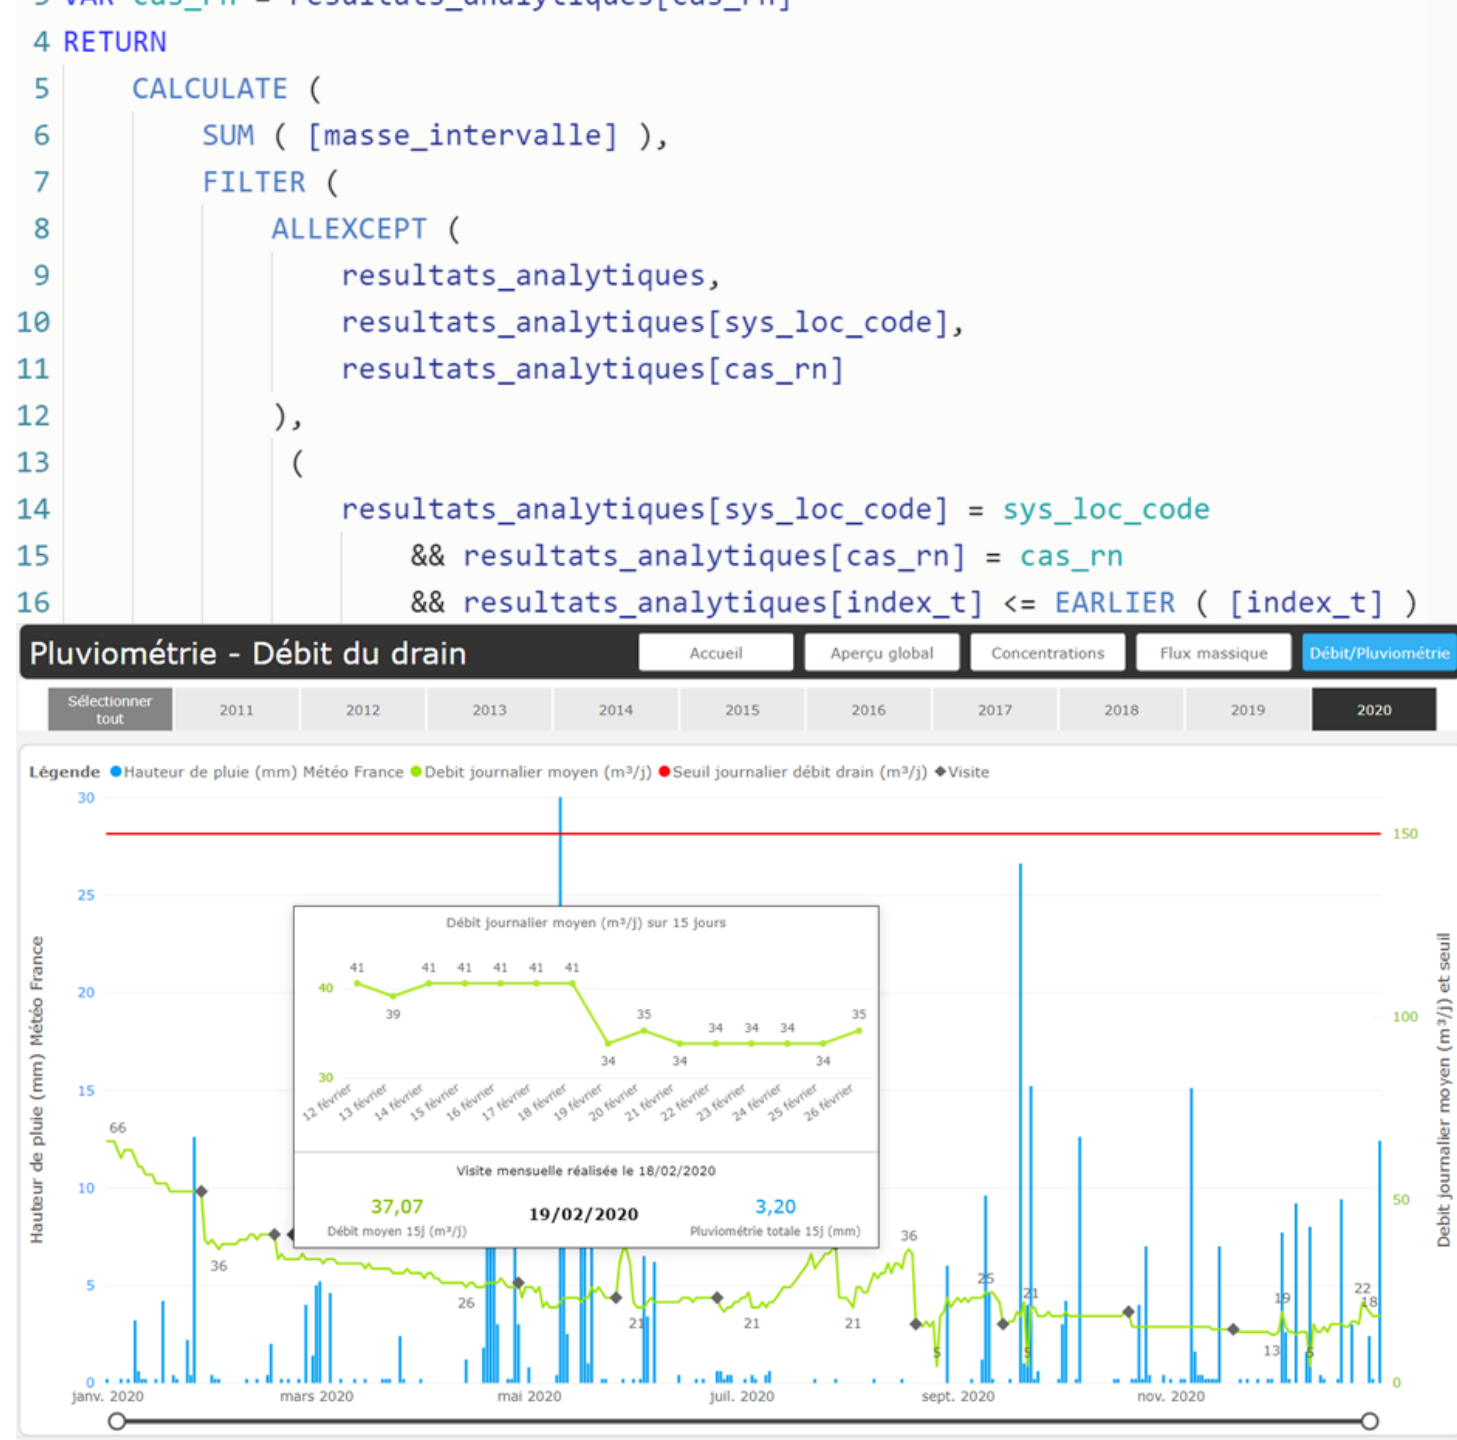 3 VAR cas_rn = resultats_analytiques[cas_rn]
4 RETURN
5 CALCULATE (
6 SUM ( [masse_intervalle] ),
7 FILTER (
8 ALLEXCEPT (
9 resultats_analytiques,
10 resultats_analytiques[sys_loc_code],
11 resultats_analytiques[cas_rn]
12 ),
13 (
14 resultats_analytiques[sys_loc_code] = sys_loc_code
15 && resultats_analytiques[cas_rn] = cas_rn
16 && resultats_analytiques[index_t] <= EARLIER ( [index_t] )
Pluviométrie - Débit du drain
Accueil
Aperçu global
Concentrations
Flux massique
Débit/Pluviométrie
Sélectionner
tout
2011
2012
2013
2014
2015
2016
2017
2018
2019
2020
Légende Hauteur de pluie (mm) Météo France Debit journalier moyen (m³/j) Seuil journalier débit drain (m³/j) Visite
Hauteur de pluie (mm) Météo France
30
25
20
15
10
5
0
Débit journalier moyen (m³/j) sur 15 jours
40
30
41
39
41
41
41
41
41
34
35
34
34
34
34
34
35
12 février
13 février
14 février
15 février
16 février
17 février
18 février
19 février
20 février
21 février
22 février
23 février
24 février
25 février
26 février
Visite mensuelle réalisée le 18/02/2020
37,07
Débit moyen 15j (m³/j)
19/02/2020
3,20
Pluviométrie totale 15j (mm)
66
36
26
21
21
21
36
5
25
21
5
13
19
5
22
18
150
100
50
0
Debit journalier moyen (m³/j) et seuil
janv. 2020
mars 2020
mai 2020
juil. 2020
sept. 2020
nov. 2020